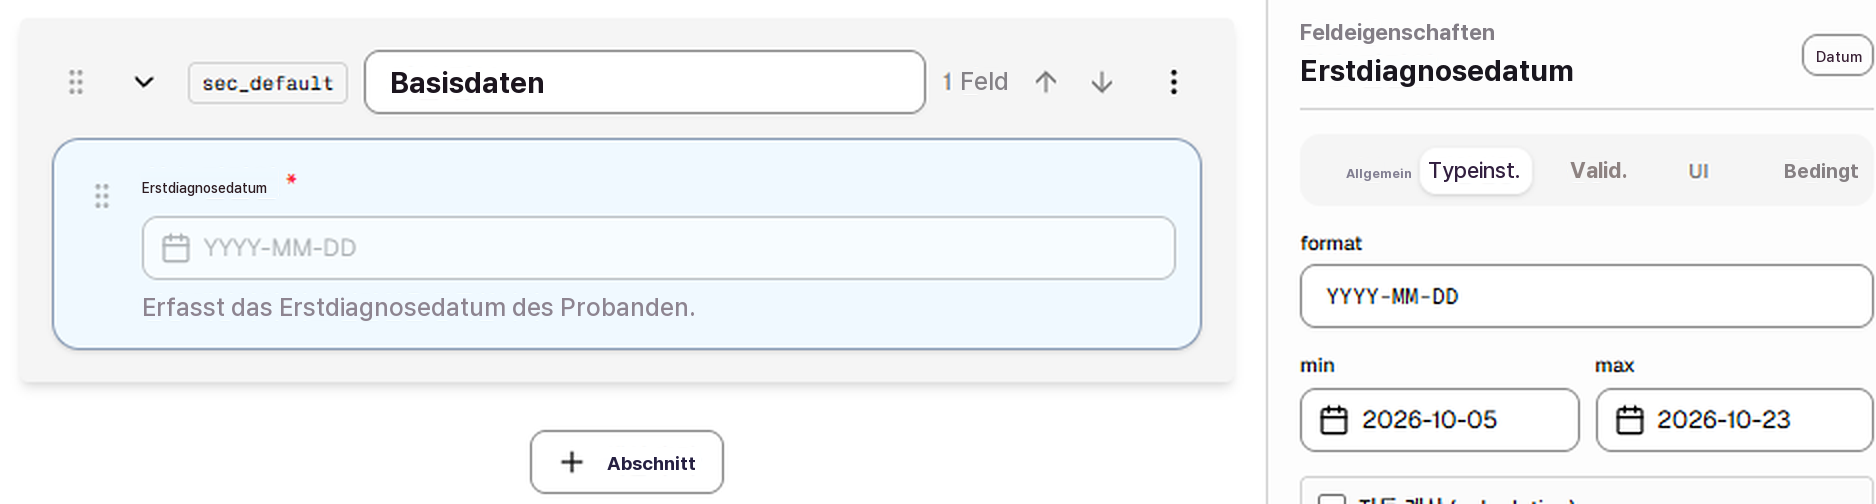 sec_default
Basisdaten
1 Feld
Erstdiagnosedatum *
YYYY-MM-DD
Erfasst das Erstdiagnosedatum des Probanden.
Abschnitt
Feldeigenschaften
Erstdiagnosedatum
Datum
Allgemein Typeinst. Valid. UI Bedingt
format
YYYY-MM-DD
min max
2026-10-05 2026-10-23